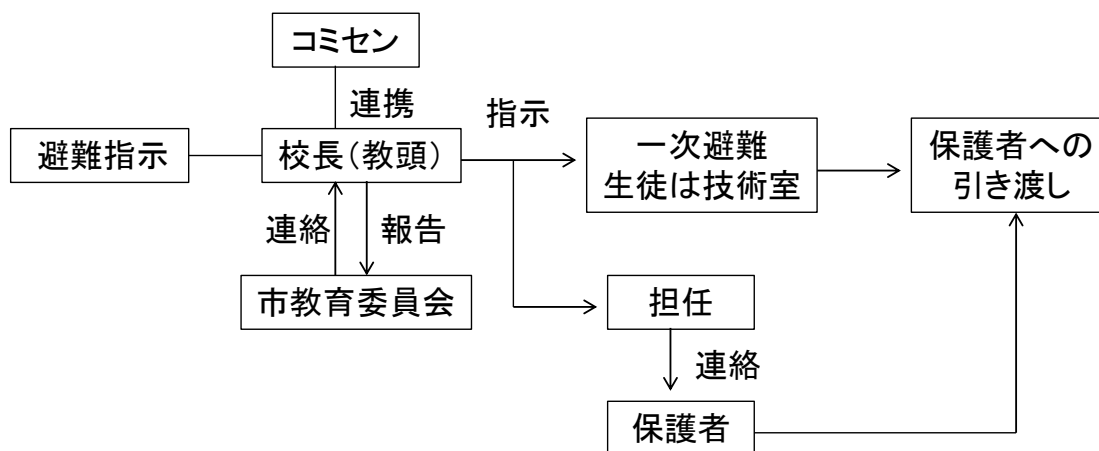 コミセン
連携
指示
避難指示
校長(教頭)
一次避難
生徒は技術室
保護者への
引き渡し
連絡
報告
市教育委員会
担任
連絡
保護者